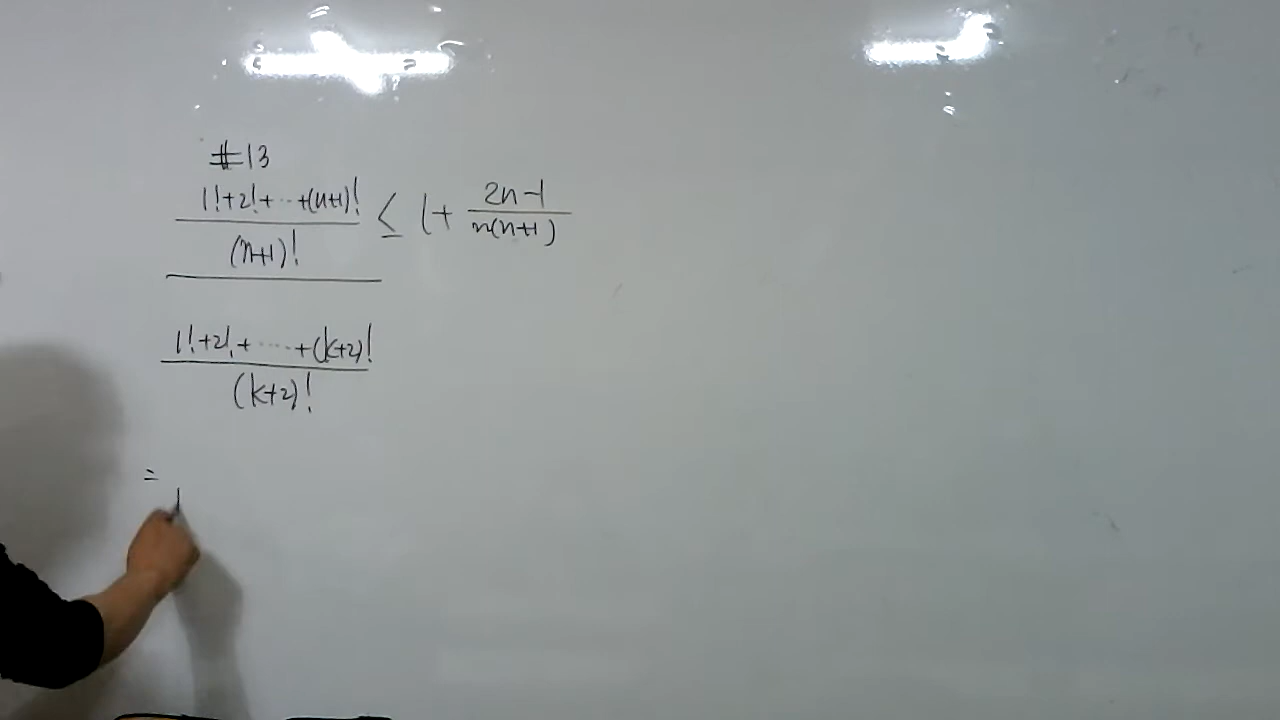 #13
1!+2!+⋯+(n+1)!/(n+1)! ≤ 1+ 2n-1/n(n+1)
1!+2!+⋯+(k+2)!/(k+2)!
=